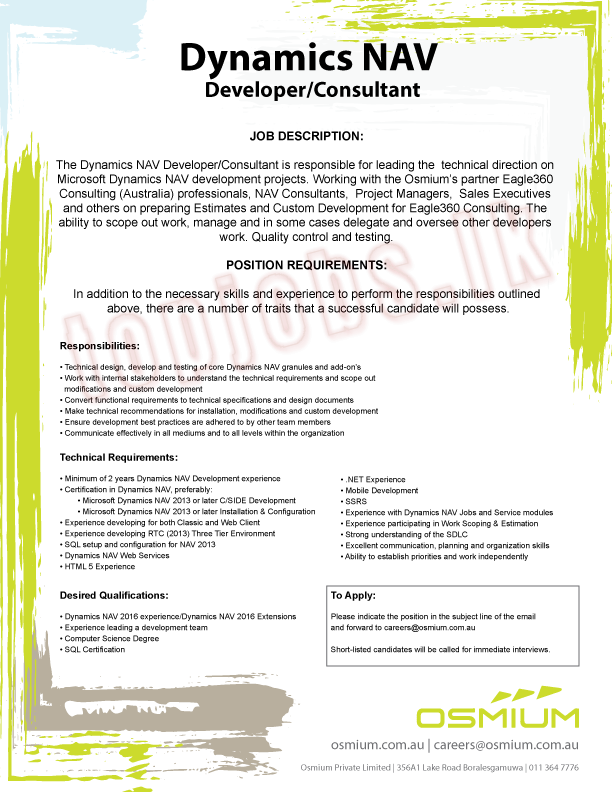 Dynamics NAV
Developer/Consultant
JOB DESCRIPTION:
The Dynamics NAV Developer/Consultant is responsible for leading the technical direction on
Microsoft Dynamics NAV development projects. Working with the Osmium's partner Eagle360
Consulting (Australia) professionals, NAV Consultants, Project Managers, Sales Executives
and others on preparing Estimates and Custom Development for Eagle360 Consulting. The
ability to scope out work, manage and in some cases delegate and oversee other developers
work. Quality control and testing.
POSITION REQUIREMENTS:
In addition to the necessary skills and experience to perform the responsibilities outlined
above, there are a number of traits that a successful candidate will possess.
topjobs.lk
Responsibilities:
• Technical design, develop and testing of core Dynamics NAV granules and add-on's
• Work with internal stakeholders to understand the technical requirements and scope out
modifications and custom development
• Convert functional requirements to technical specifications and design documents
• Make technical recommendations for installation, modifications and custom development
• Ensure development best practices are adhered to by other team members
• Communicate effectively in all mediums and to all levels within the organization
Technical Requirements:
• Minimum of 2 years Dynamics NAV Development experience
• Certification in Dynamics NAV, preferably:
• Microsoft Dynamics NAV 2013 or later C/SIDE Development
• Microsoft Dynamics NAV 2013 or later Installation & Configuration
• Experience developing for both Classic and Web Client
• Experience developing RTC (2013) Three Tier Environment
• SQL setup and configuration for NAV 2013
• Dynamics NAV Web Services
• HTML 5 Experience
• .NET Experience
• Mobile Development
• SSRS
• Experience with Dynamics NAV Jobs and Service modules
• Experience participating in Work Scoping & Estimation
• Strong understanding of the SDLC
• Excellent communication, planning and organization skills
• Ability to establish priorities and work independently
Desired Qualifications:
• Dynamics NAV 2016 experience/Dynamics NAV 2016 Extensions
• Experience leading a development team
• Computer Science Degree
• SQL Certification
To Apply:
Please indicate the position in the subject line of the email
and forward to careers@osmium.com.au
Short-listed candidates will be called for immediate interviews.
OSMIUM
osmium.com.au | careers@osmium.com.au
Osmium Private Limited | 356A1 Lake Road Boralesgamuwa | 011 364 7776